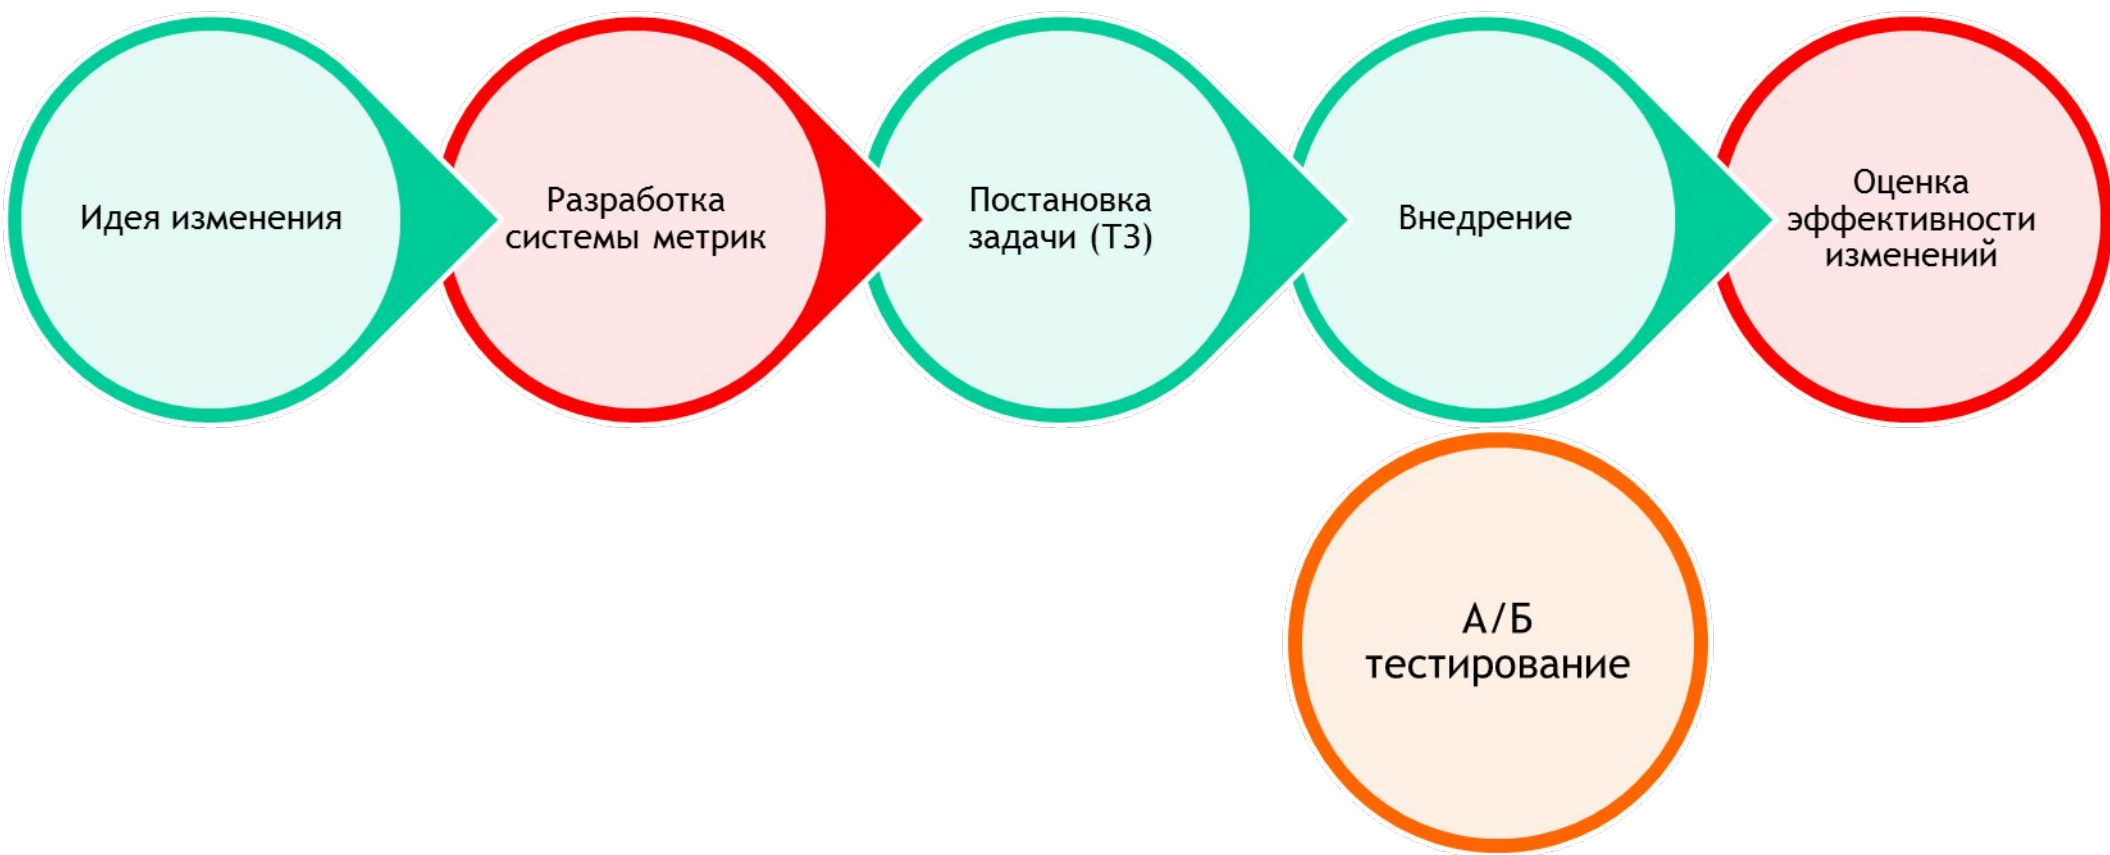 Идея изменения
Разработка
системы метрик
Постановка
задачи (ТЗ)
Внедрение
Оценка
эффективности
изменений
А/Б
тестирование